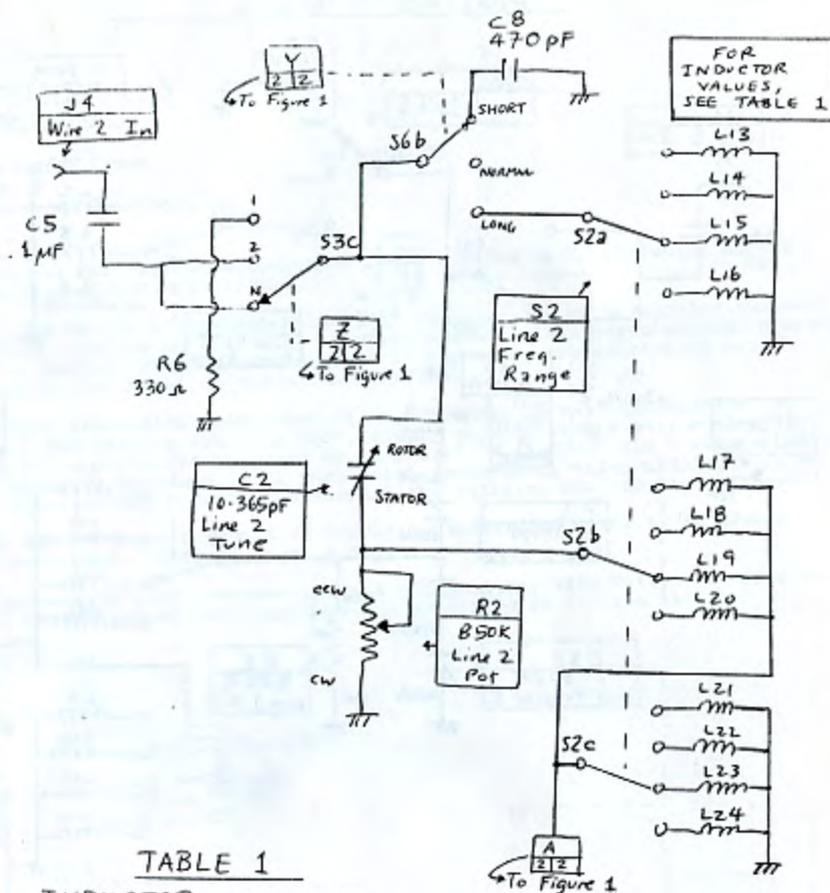 C8
470pF
Y
2 2
To Figure 1
FOR
INDUCTOR
VALUES,
SEE TABLE 1
J4
Wire 2 In
SHORT
S6b
NORMAL
LONG
S2a
L13
L14
L15
L16
C5
.1µF
1
2
N
S3c
Z
2 2
To Figure 1
S2
Line 2
Freq.
Range
R6
330Ω
ROTOR
STATOR
C2
10-365pF
Line 2
Tune
S2b
L17
L18
L19
L20
ccw
cw
R2
B50K
Line 2
Pot
S2c
L21
L22
L23
L24
A
2 2
To Figure 1
TABLE 1